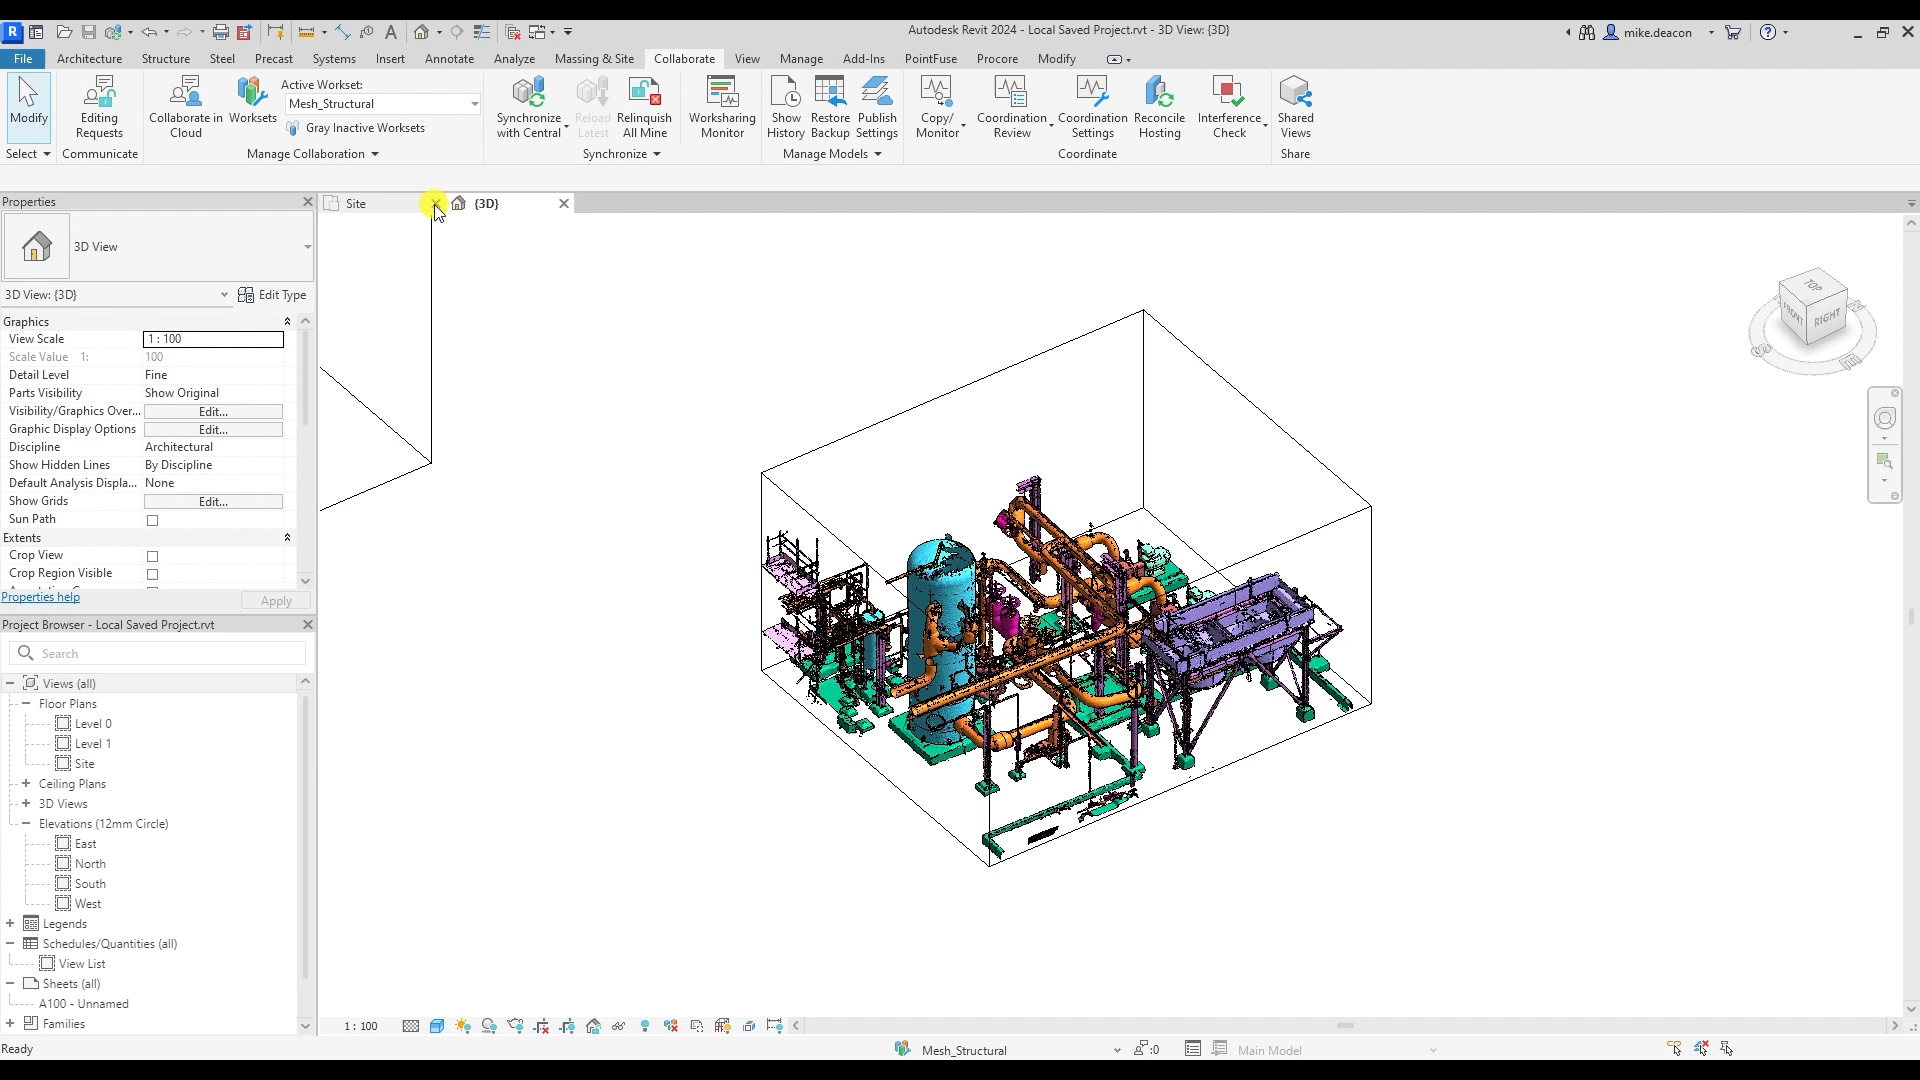 R
Autodesk Revit 2024 - Local Saved Project.rvt - 3D View: {3D}
mike.deacon
File Architecture Structure Steel Precast Systems Insert Annotate Analyze Massing & Site Collaborate View Manage Add-Ins PointFuse Procore Modify
Modify
Select
Editing
Requests
Communicate
Collaborate in
Cloud
Worksets
Active Workset:
Mesh_Structural
Gray Inactive Worksets
Manage Collaboration
Synchronize
with Central
Reload
Latest
Relinquish
All Mine
Synchronize
Worksharing
Monitor
Show
History
Restore
Backup
Publish
Settings
Manage Models
Copy/
Monitor
Coordination
Review
Coordination
Settings
Reconcile
Hosting
Interference
Check
Coordinate
Shared
Views
Share
Properties
3D View
3D View: {3D}
Edit Type
Graphics
View Scale 1 : 100
Scale Value 1: 100
Detail Level Fine
Parts Visibility Show Original
Visibility/Graphics Over... Edit...
Graphic Display Options Edit...
Discipline Architectural
Show Hidden Lines By Discipline
Default Analysis Displa... None
Show Grids Edit...
Sun Path
Extents
Crop View
Crop Region Visible
Properties help
Apply
Project Browser - Local Saved Project.rvt
Search
Views (all)
Floor Plans
Level 0
Level 1
Site
Ceiling Plans
3D Views
Elevations (12mm Circle)
East
North
South
West
Legends
Schedules/Quantities (all)
View List
Sheets (all)
A100 - Unnamed
Families
Site
{3D}
TOP
FRONT
RIGHT
S
E
1 : 100
Ready
Mesh_Structural
:0
Main Model